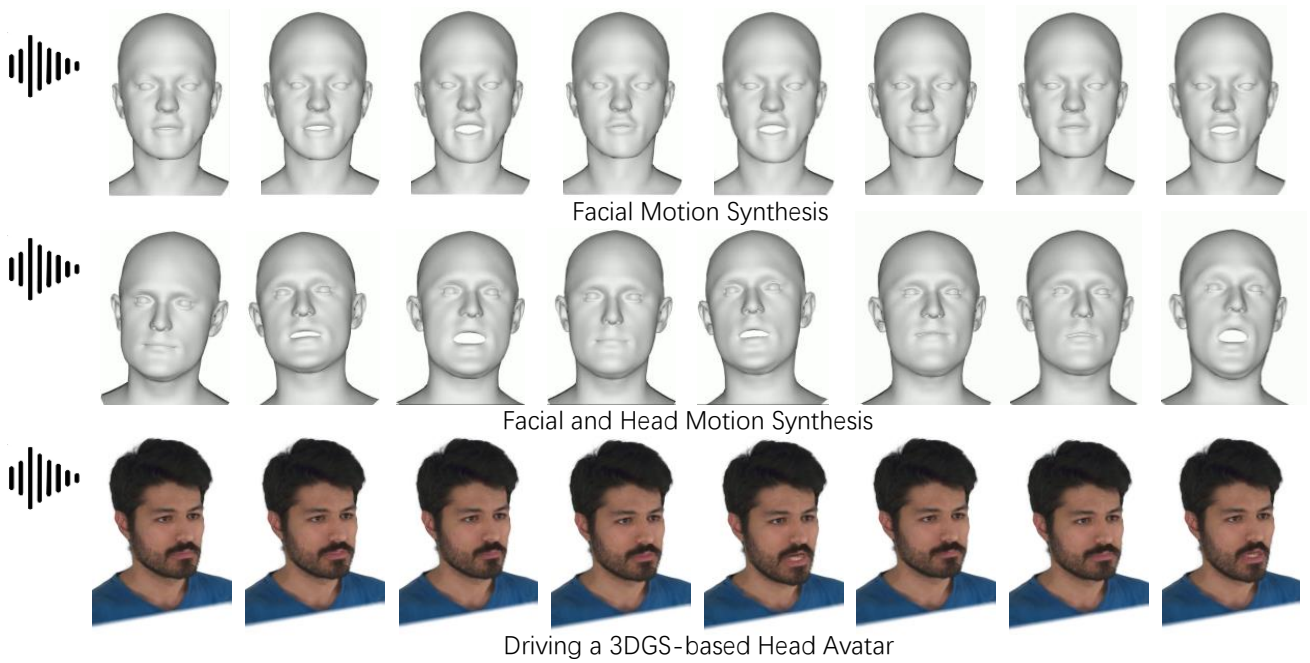 Facial Motion Synthesis
Facial and Head Motion Synthesis
Driving a 3DGS-based Head Avatar